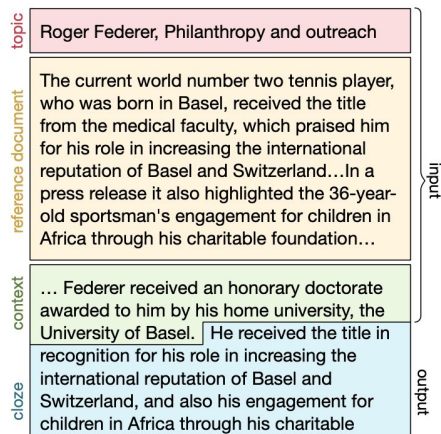 topic
Roger Federer, Philanthropy and outreach
reference document
The current world number two tennis player,
who was born in Basel, received the title
from the medical faculty, which praised him
for his role in increasing the international
reputation of Basel and Switzerland...In a
press release it also highlighted the 36-year-
old sportsman's engagement for children in
Africa through his charitable foundation...
input
context
... Federer received an honorary doctorate
awarded to him by his home university, the
University of Basel. He received the title in
cloze
recognition for his role in increasing the
international reputation of Basel and
Switzerland, and also his engagement for
children in Africa through his charitable
output